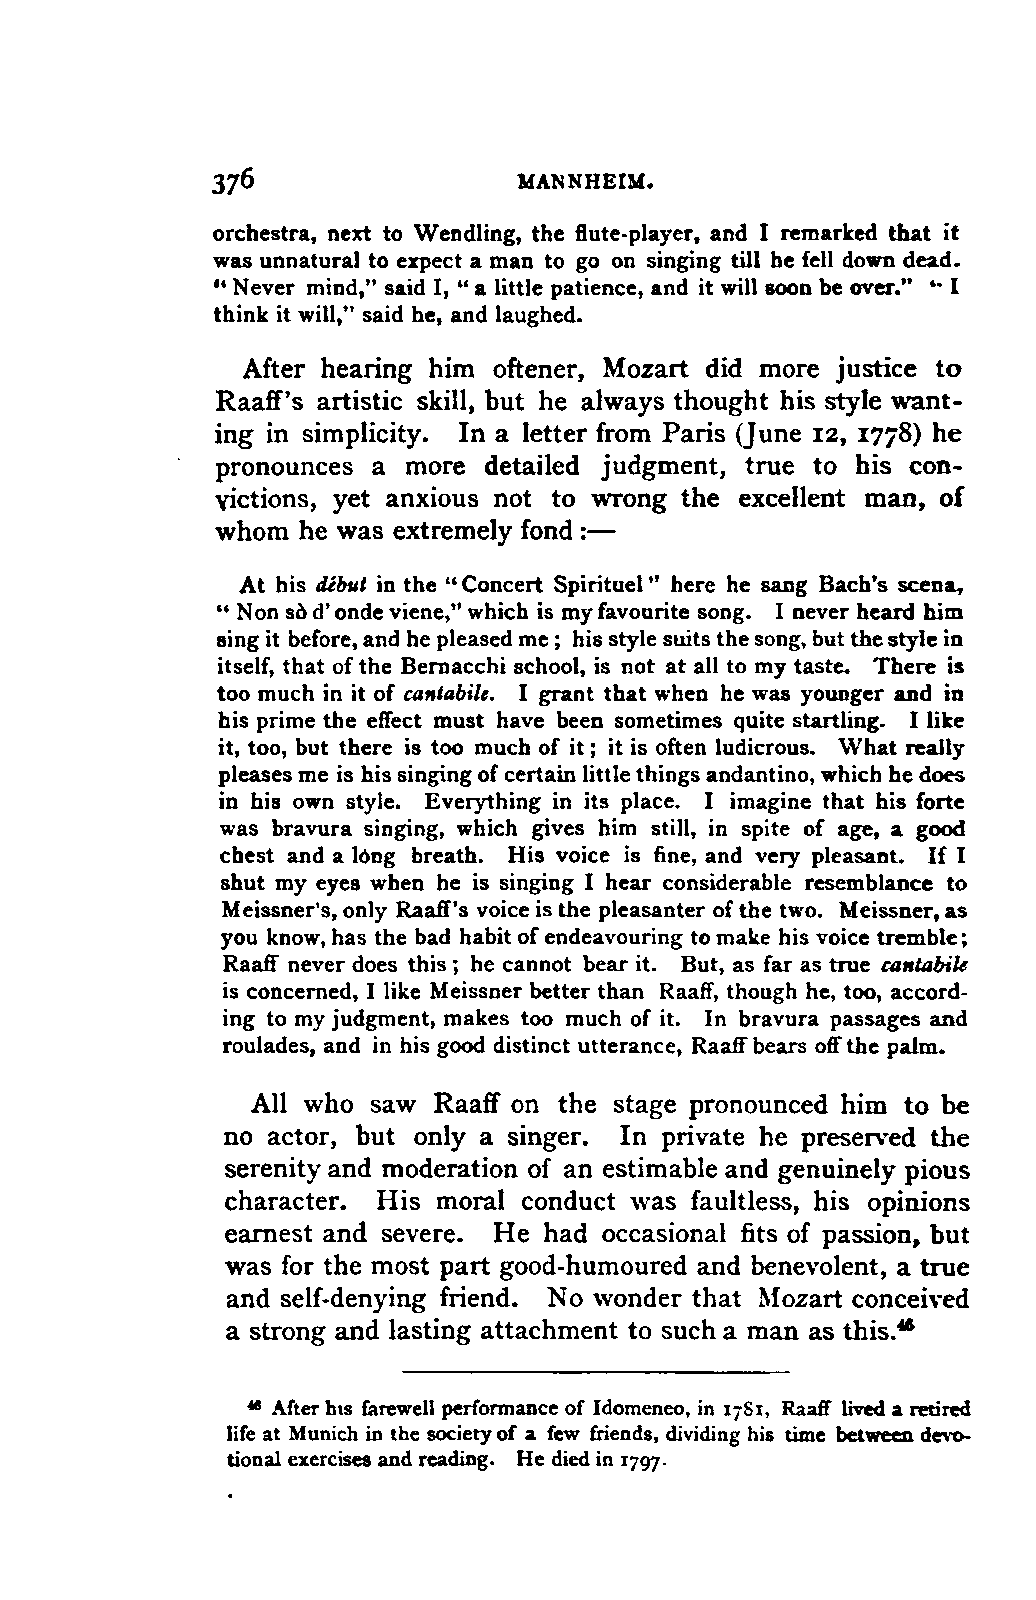 376 MANNHEIM.
orchestra, next to Wendling, the flute-player, and I remarked that it
was unnatural to expect a man to go on singing till he fell down dead.
“ Never mind,” said I, “ a little patience, and it will soon be over.” “ I
think it will,” said he, and laughed.
After hearing him oftener, Mozart did more justice to
Raaff’s artistic skill, but he always thought his style want-
ing in simplicity. In a letter from Paris (June 12, 1778) he
pronounces a more detailed judgment, true to his con-
victions, yet anxious not to wrong the excellent man, of
whom he was extremely fond :—
At his début in the “Concert Spirituel” here he sang Bach’s scena,
“ Non sò d’ onde viene,” which is my favourite song. I never heard him
sing it before, and he pleased me ; his style suits the song, but the style in
itself, that of the Bernacchi school, is not at all to my taste. There is
too much in it of cantabile. I grant that when he was younger and in
his prime the effect must have been sometimes quite startling. I like
it, too, but there is too much of it ; it is often ludicrous. What really
pleases me is his singing of certain little things andantino, which he does
in his own style. Everything in its place. I imagine that his forte
was bravura singing, which gives him still, in spite of age, a good
chest and a lóng breath. His voice is fine, and very pleasant. If I
shut my eyes when he is singing I hear considerable resemblance to
Meissner’s, only Raaff’s voice is the pleasanter of the two. Meissner, as
you know, has the bad habit of endeavouring to make his voice tremble ;
Raaff never does this ; he cannot bear it. But, as far as true cantabile
is concerned, I like Meissner better than Raaff, though he, too, accord-
ing to my judgment, makes too much of it. In bravura passages and
roulades, and in his good distinct utterance, Raaff bears off the palm.
All who saw Raaff on the stage pronounced him to be
no actor, but only a singer. In private he preserved the
serenity and moderation of an estimable and genuinely pious
character. His moral conduct was faultless, his opinions
earnest and severe. He had occasional fits of passion, but
was for the most part good-humoured and benevolent, a true
and self-denying friend. No wonder that Mozart conceived
a strong and lasting attachment to such a man as this.⁴⁶
⁴⁶ After his farewell performance of Idomeneo, in 1781, Raaff lived a retired
life at Munich in the society of a few friends, dividing his time between devo-
tional exercises and reading. He died in 1797.